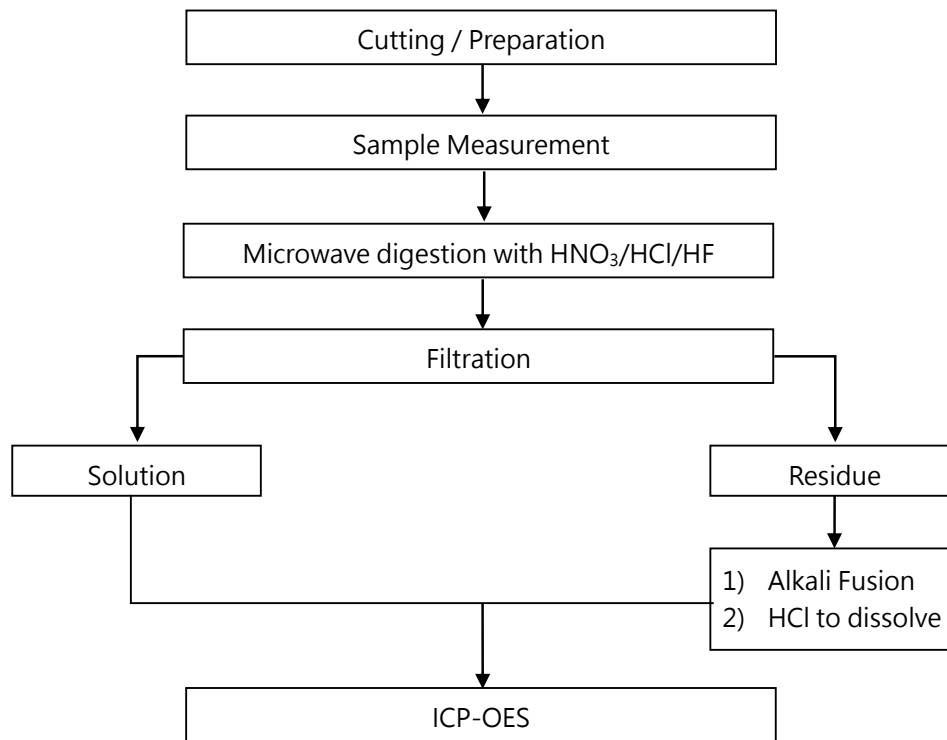 Cutting / Preparation
Sample Measurement
Microwave digestion with HNO₃/HCl/HF
Filtration
Solution
Residue
1) Alkali Fusion
2) HCl to dissolve
ICP-OES